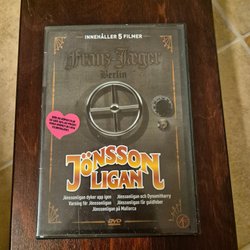 INNEHÅLLER 5 FILMER
Franz Jaeger
Berlin
JÖNSSON
LIGAN
Jönssonligan dyker upp igen
Jönssonligan och Dynamitharry
Varning för Jönssonligan
Jönssonligan får guldfeber
Jönssonligan på Mallorca
DVD